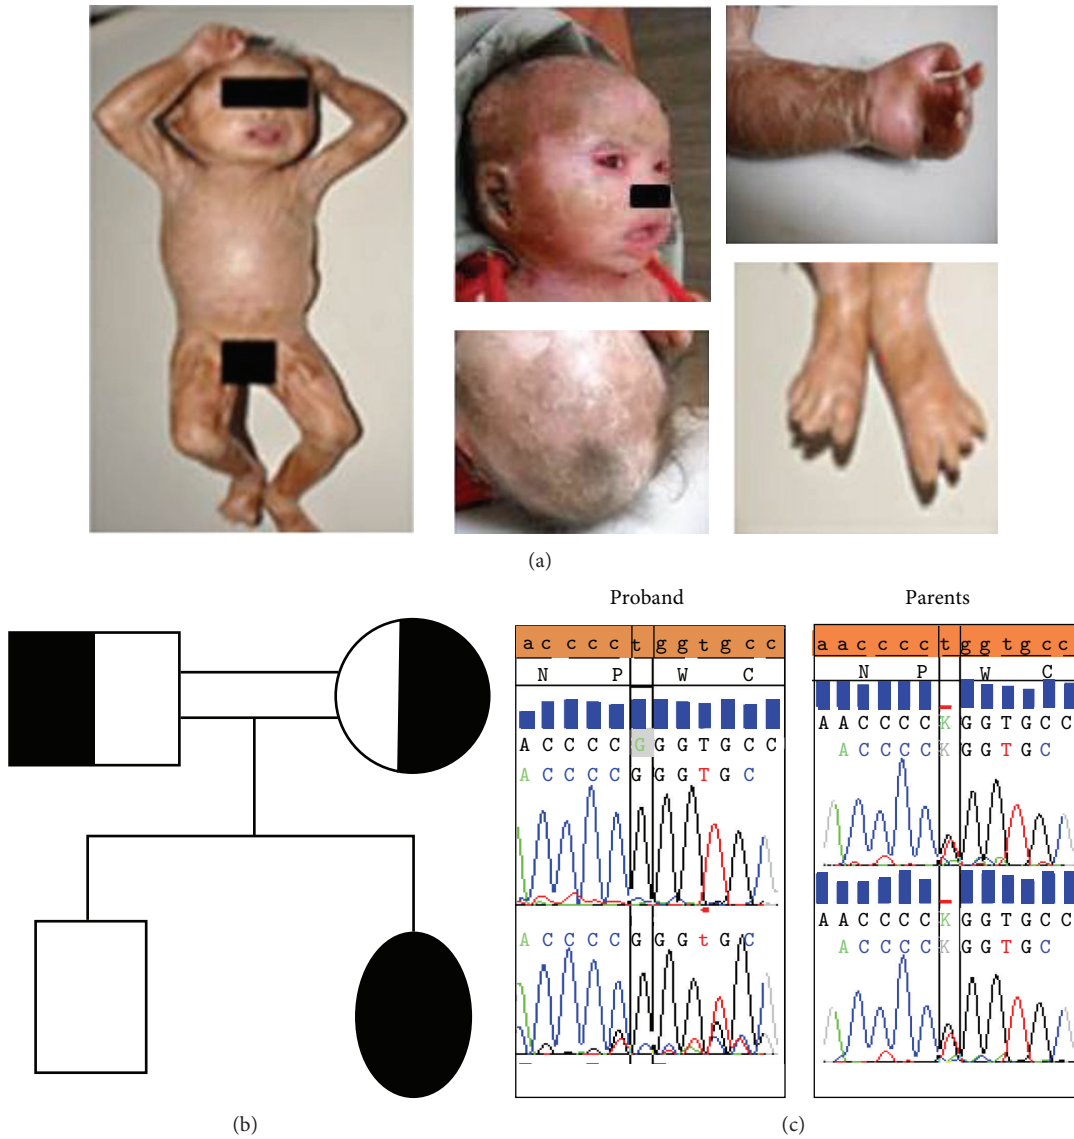 (a)
Proband
Parents
a c c c c t g g t g c c
N P W C
A C C C C G G G T G C C
A C C C C G G G T G C
A C C C C G G G t G C
a a c c c c t g g t g c c
N P W C
A A C C C C K G G T G C C
A C C C C K G G T G C
A A C C C C K G G T G C C
A C C C C K G G T G C
(b)
(c)